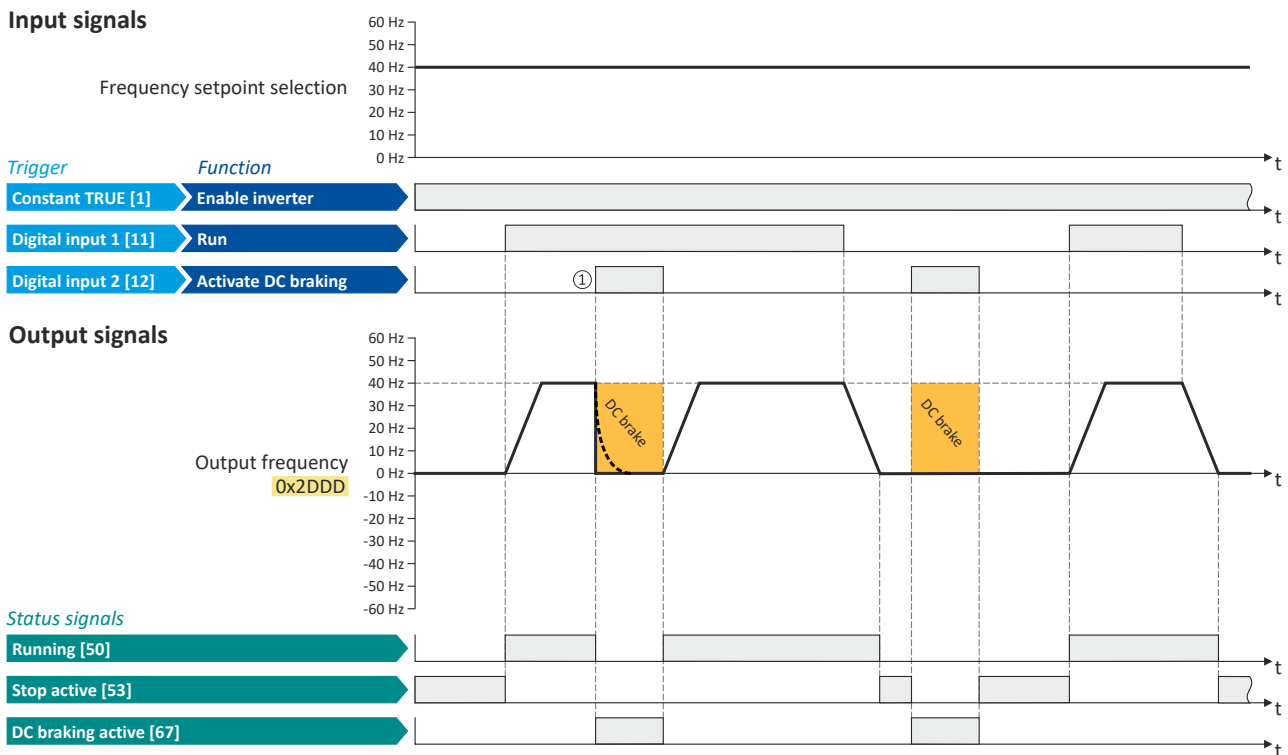 Input signals
60 Hz
50 Hz
40 Hz
30 Hz
20 Hz
10 Hz
0 Hz
Frequency setpoint selection
t
Trigger Function
Constant TRUE [1] Enable inverter
t
Digital input 1 [11] Run
t
Digital input 2 [12] Activate DC braking
①
t
Output signals
60 Hz
50 Hz
40 Hz
30 Hz
20 Hz
10 Hz
0 Hz
-10 Hz
-20 Hz
-30 Hz
-40 Hz
-50 Hz
-60 Hz
DC brake
DC brake
Output frequency
0x2DDD
t
Status signals
Running [50]
t
Stop active [53]
t
DC braking active [67]
t